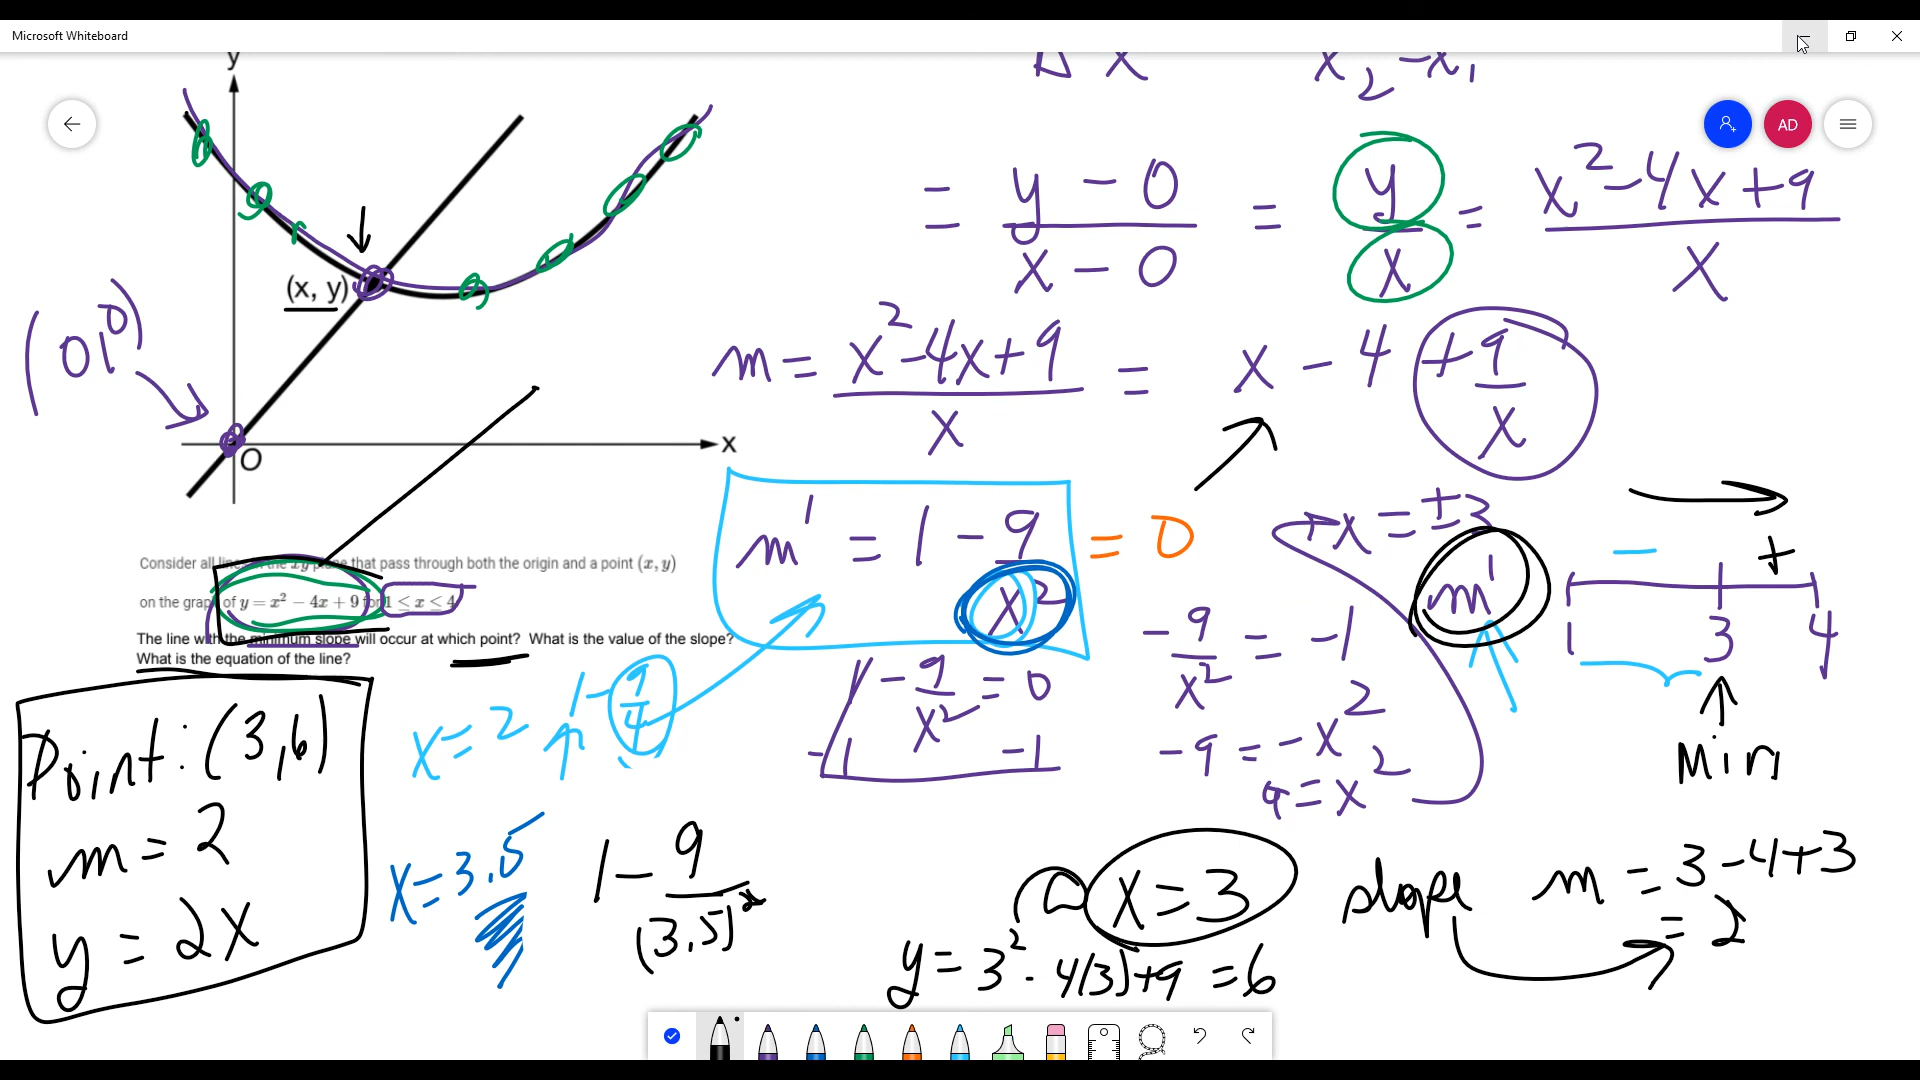 Microsoft Whiteboard
y
Δ x
x₂ - x₁
AD
= y - 0 / x - 0 = y / x = x² - 4x + 9 / x
(x, y)
(0, 0)
m = x² - 4x + 9 / x = x - 4 + 9 / x
x
O
m' = 1 - 9 / x² = 0
x = ±3
m'
- +
1 3 4
Min
Consider all lines in the xy plane that pass through both the origin and a point (x, y)
on the graph of y = x² − 4x + 9 for 1 ≤ x ≤ 4
The line with the minimum slope will occur at which point? What is the value of the slope?
What is the equation of the line?
1 - 9 / x² = 0
-1 -1
- 9 / x² = -1
-9 = -x²
9 = x²
x = 2 1 - 9 / 4
Point: (3, 6)
m = 2
y = 2x
x = 3.5 1 - 9 / (3.5)²
x = 3
y = 3² - 4(3) + 9 = 6
slope m = 3 - 4 + 3
= 2